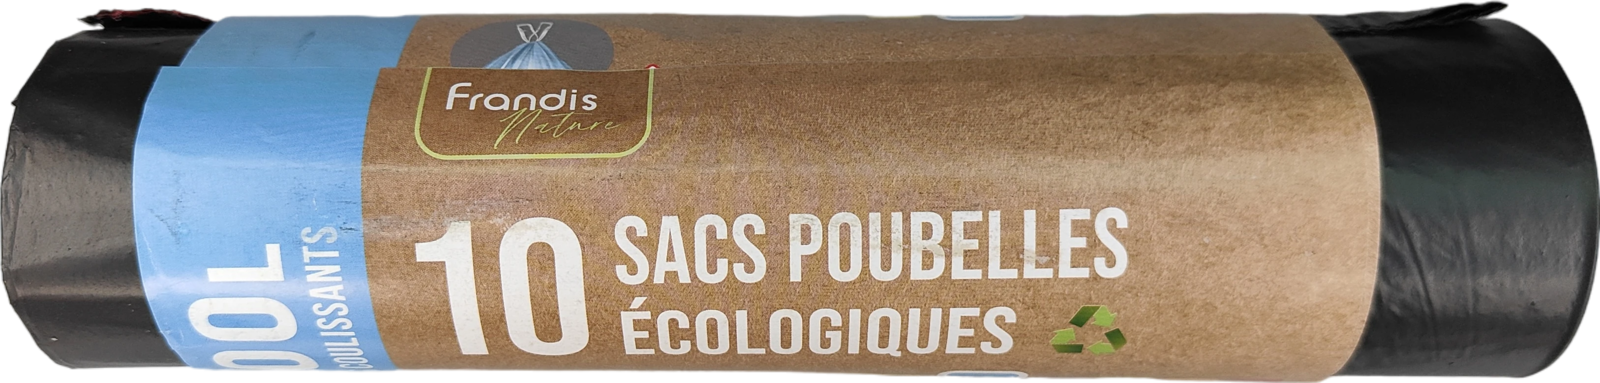 Frandis
Nature
10
SACS POUBELLES
ÉCOLOGIQUES
COULISSANTS